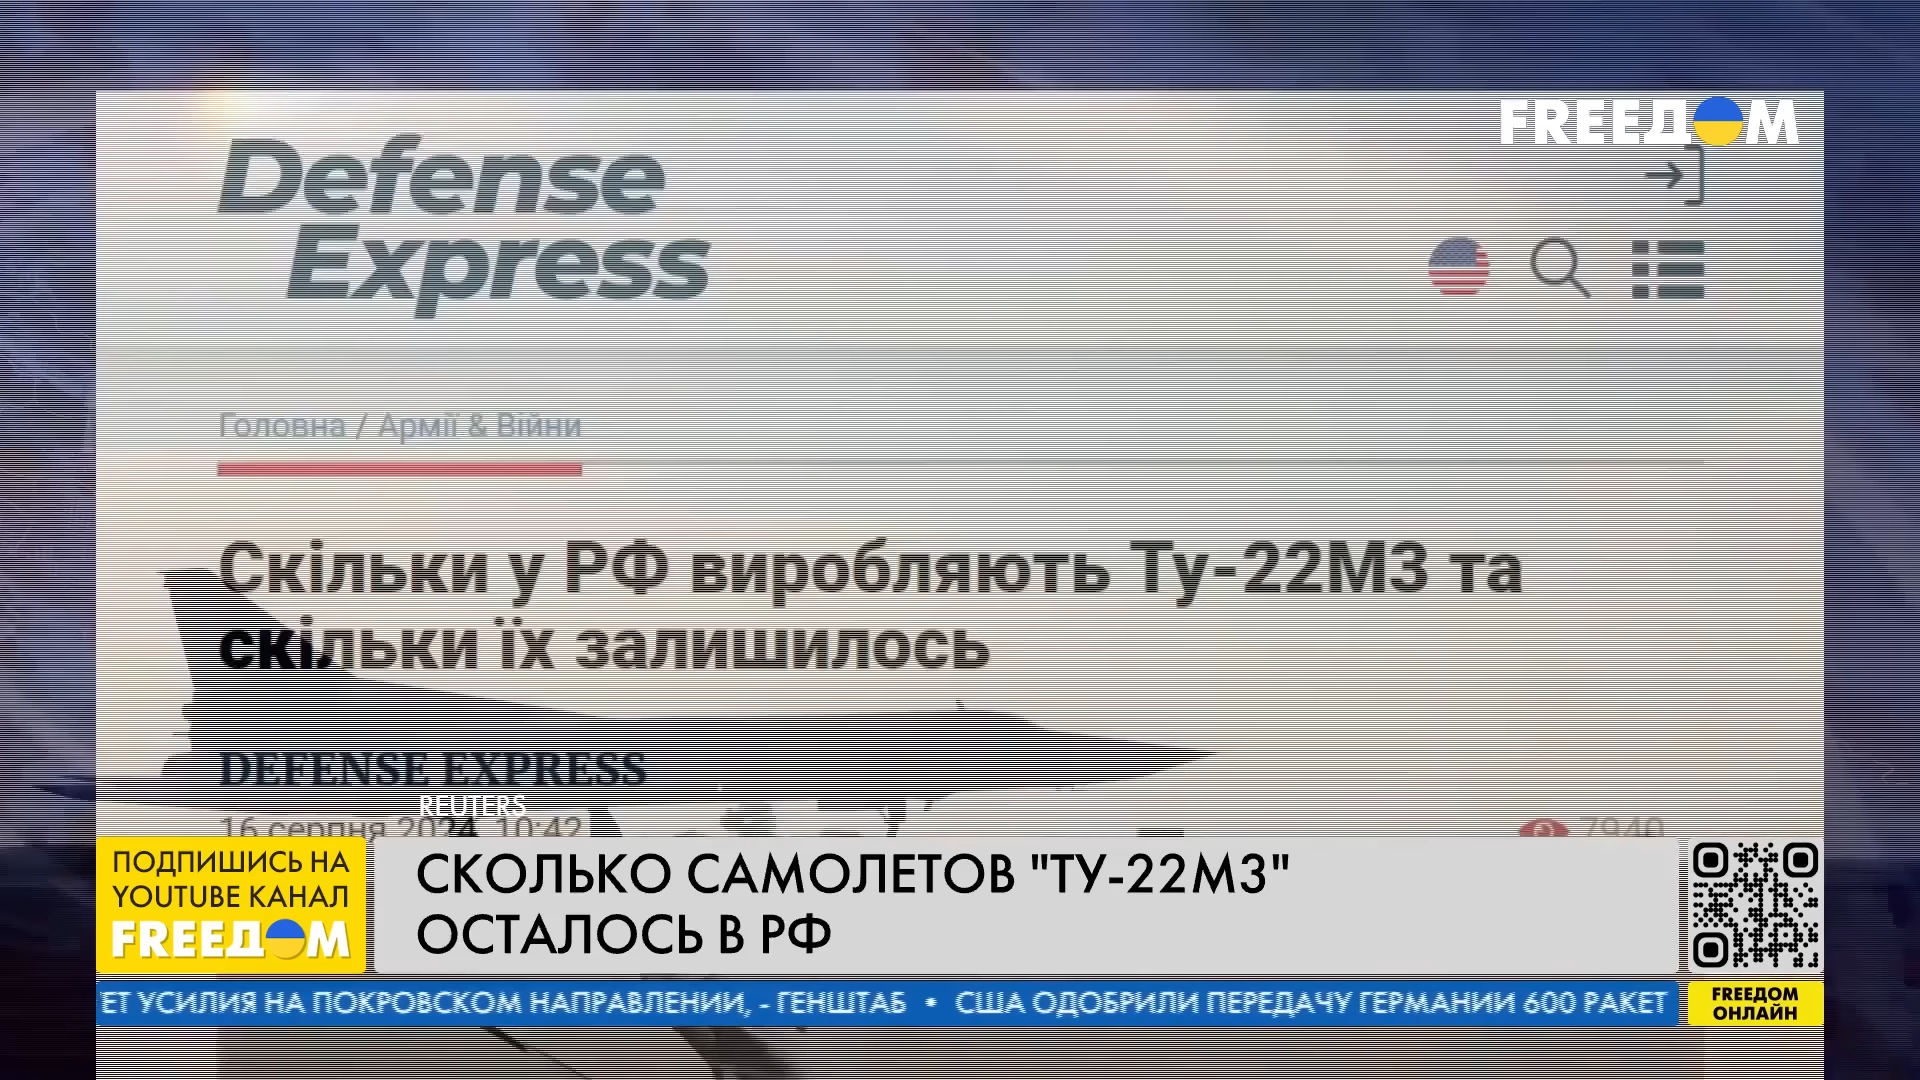 FREEДOM
Defense
Express
Головна / Армії & Війни
Скільки у РФ виробляють Ту-22М3 та
скільки їх залишилось
DEFENSE EXPRESS
REUTERS
16 серпня 2024, 10:42
7940
ПОДПИШИСЬ НА
YOUTUBE КАНАЛ
FREEДOM
СКОЛЬКО САМОЛЕТОВ "ТУ-22М3"
ОСТАЛОСЬ В РФ
ЕТ УСИЛИЯ НА ПОКРОВСКОМ НАПРАВЛЕНИИ, - ГЕНШТАБ • США ОДОБРИЛИ ПЕРЕДАЧУ ГЕРМАНИИ 600 РАКЕТ
FREEДOM
ОНЛАЙН